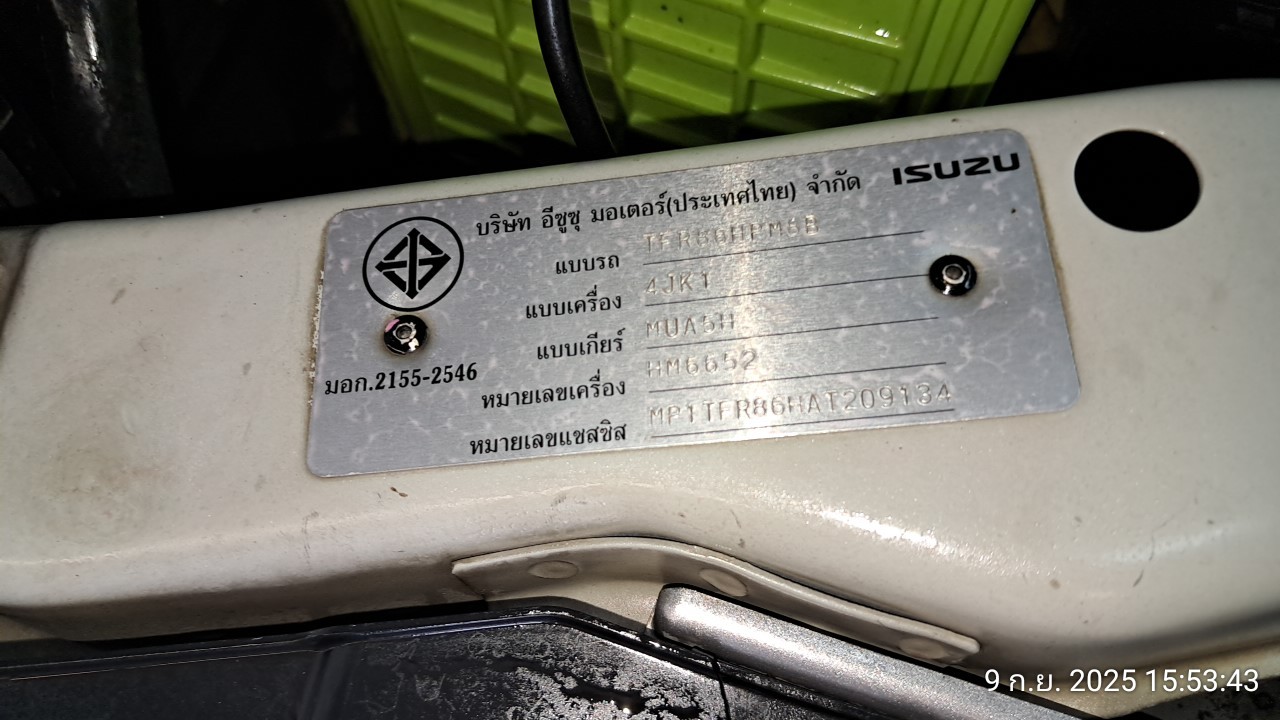 บริษัท อีซูซุ มอเตอร์(ประเทศไทย) จำกัด ISUZU
แบบรถ TFR86HPM6B
แบบเครื่อง 4JK1
แบบเกียร์ MUA5H
มอก.2155-2546
หมายเลขเครื่อง HM6652
หมายเลขแชสซิส MP1TFR86HAT209134
9 ก.ย. 2025 15:53:43